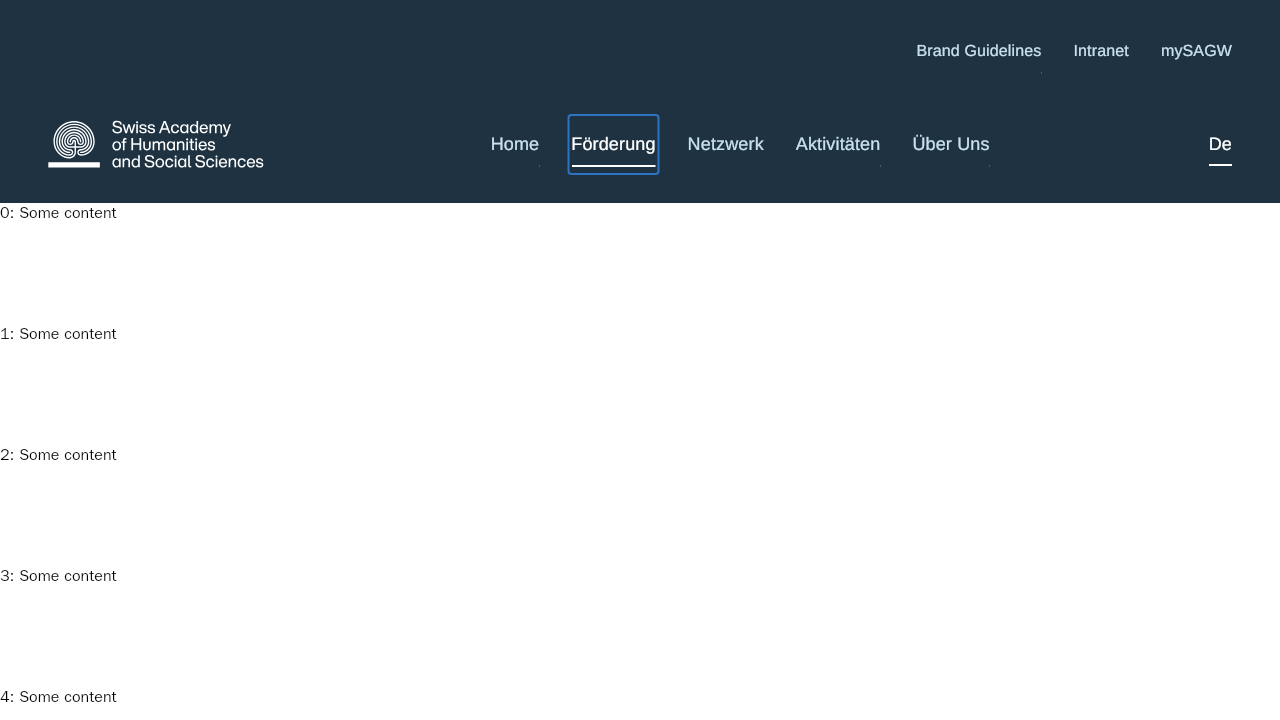 Brand Guidelines Intranet mySAGW
Swiss Academy
of Humanities
and Social Sciences
Home Förderung Netzwerk Aktivitäten Über Uns De
0: Some content
1: Some content
2: Some content
3: Some content
4: Some content